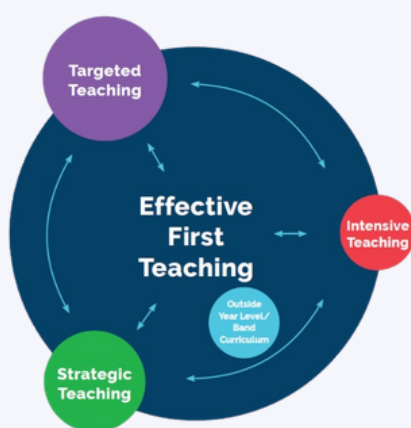 Targeted
Teaching
Effective
First
Teaching
Intensive
Teaching
Outside
Year Level/
Band
Curriculum
Strategic
Teaching